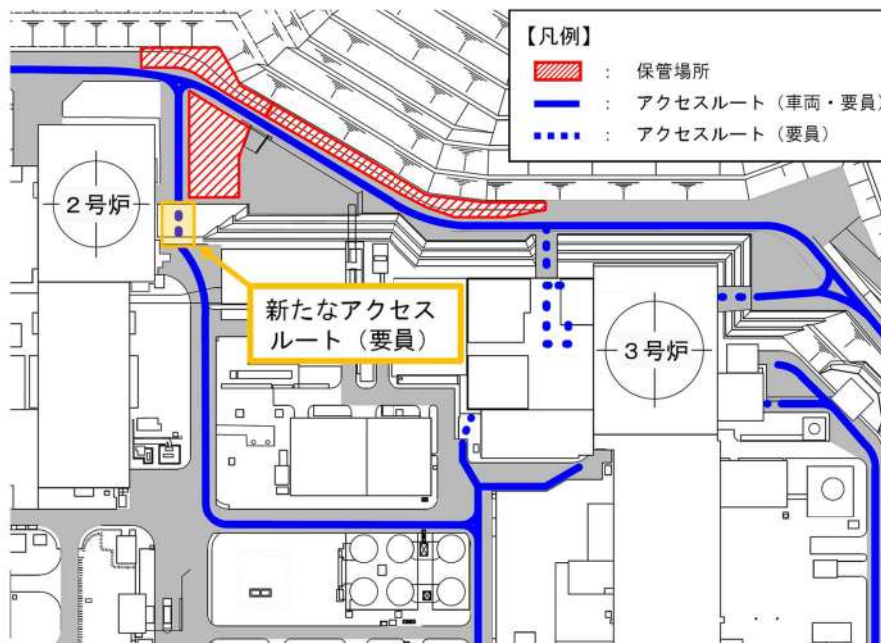 【凡例】
： 保管場所
： アクセスルート（車両・要員）
： アクセスルート（要員）
2号炉
新たなアクセス
ルート（要員）
3号炉